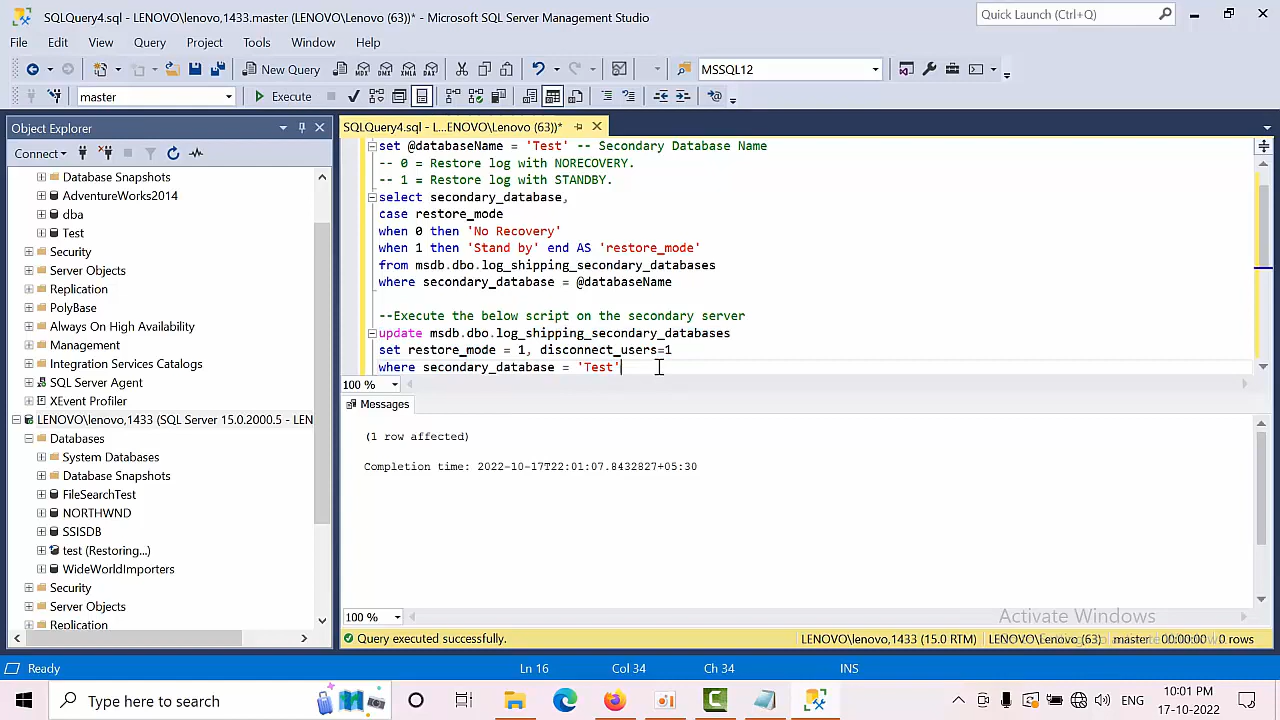 SQLQuery4.sql - LENOVO\lenovo,1433.master (LENOVO\Lenovo (63))* - Microsoft SQL Server Management Studio
Quick Launch (Ctrl+Q)
File Edit View Query Project Tools Window Help
New Query
MDX DMX XMLA DAX
MSSQL12
master
Execute
Object Explorer
SQLQuery4.sql - L...ENOVO\Lenovo (63))*
Connect
Database Snapshots
AdventureWorks2014
dba
Test
Security
Server Objects
Replication
PolyBase
Always On High Availability
Management
Integration Services Catalogs
SQL Server Agent
XEvent Profiler
LENOVO\lenovo,1433 (SQL Server 15.0.2000.5 - LEN
Databases
System Databases
Database Snapshots
FileSearchTest
NORTHWND
SSISDB
test (Restoring...)
WideWorldImporters
Security
Server Objects
Replication
set @databaseName = 'Test' -- Secondary Database Name
-- 0 = Restore log with NORECOVERY.
-- 1 = Restore log with STANDBY.
select secondary_database,
case restore_mode
when 0 then 'No Recovery'
when 1 then 'Stand by' end AS 'restore_mode'
from msdb.dbo.log_shipping_secondary_databases
where secondary_database = @databaseName
--Execute the below script on the secondary server
update msdb.dbo.log_shipping_secondary_databases
set restore_mode = 1, disconnect_users=1
where secondary_database = 'Test'
100 %
Messages
(1 row affected)
Completion time: 2022-10-17T22:01:07.8432827+05:30
100 %
Activate Windows
Query executed successfully.
LENOVO\lenovo,1433 (15.0 RTM) LENOVO\Lenovo (63) master 00:00:00 0 rows
Ready
Ln 16 Col 34 Ch 34 INS
Type here to search
ENG
10:01 PM
17-10-2022